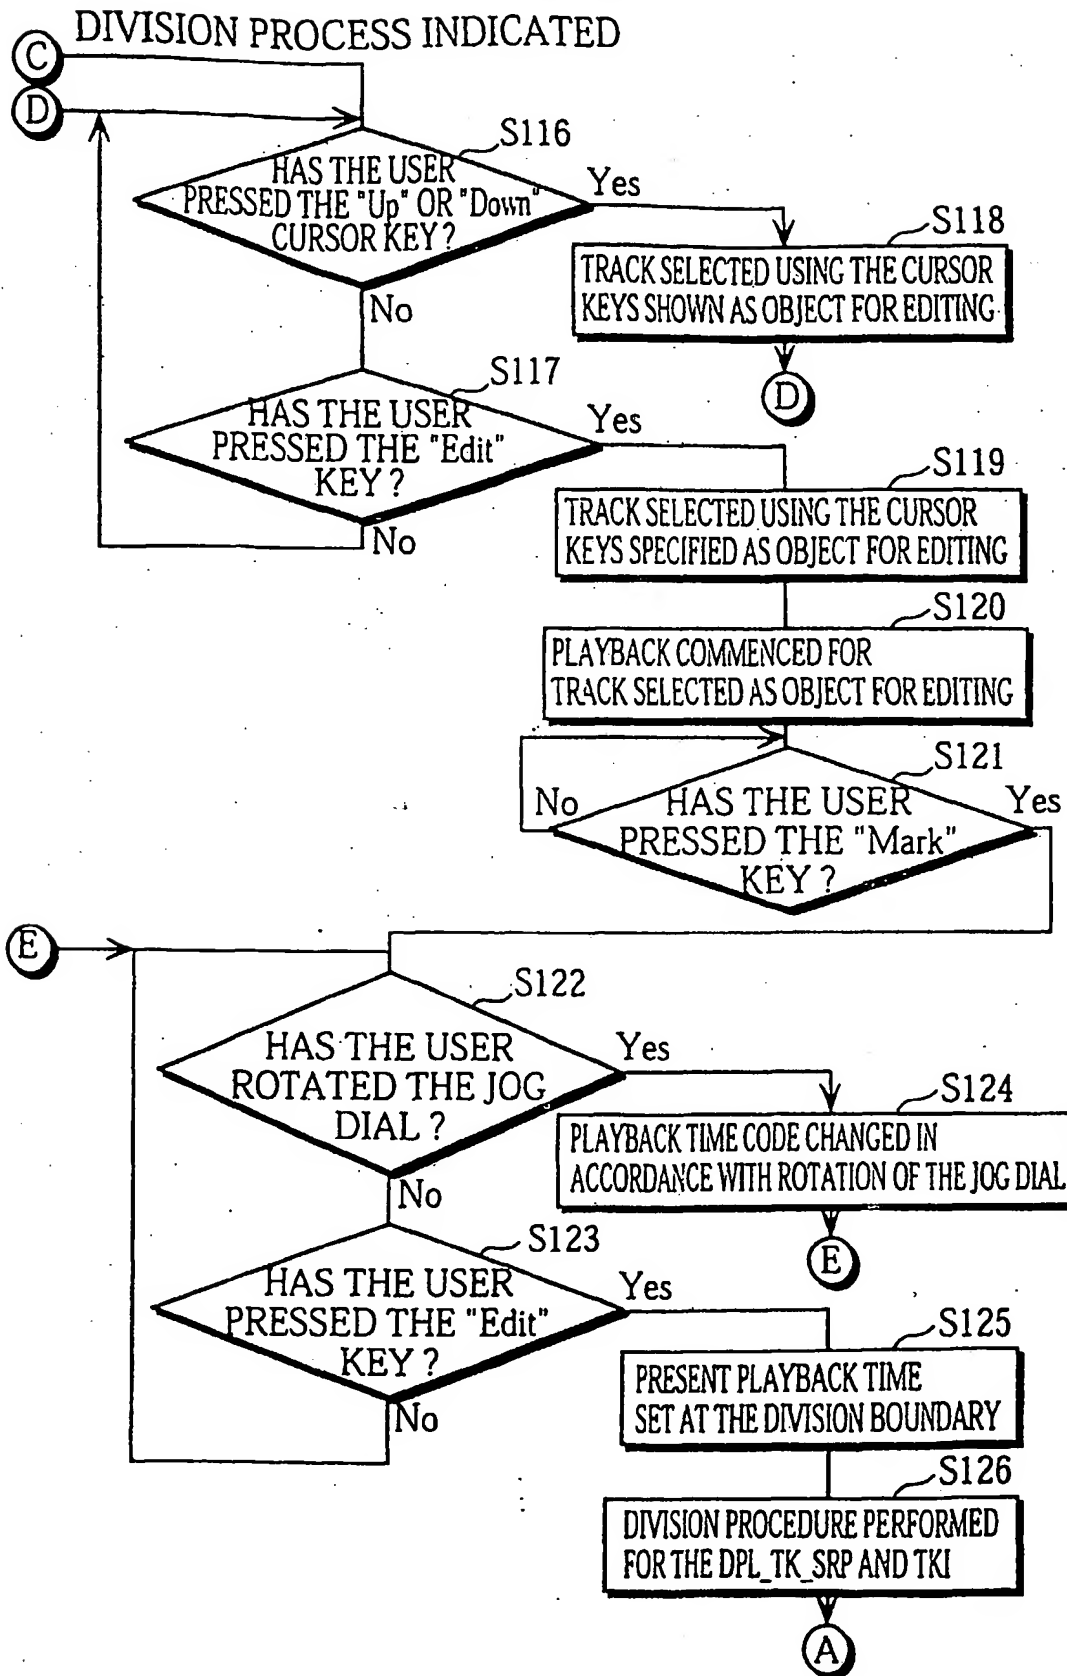 DIVISION PROCESS INDICATED
C
D
S116
HAS THE USER
PRESSED THE "Up" OR "Down"
CURSOR KEY ?
Yes
No
S118
TRACK SELECTED USING THE CURSOR
KEYS SHOWN AS OBJECT FOR EDITING
D
S117
HAS THE USER
PRESSED THE "Edit"
KEY ?
Yes
No
S119
TRACK SELECTED USING THE CURSOR
KEYS SPECIFIED AS OBJECT FOR EDITING
S120
PLAYBACK COMMENCED FOR
TRACK SELECTED AS OBJECT FOR EDITING
S121
No
HAS THE USER
PRESSED THE "Mark"
KEY ?
Yes
E
S122
HAS THE USER
ROTATED THE JOG
DIAL ?
Yes
No
S124
PLAYBACK TIME CODE CHANGED IN
ACCORDANCE WITH ROTATION OF THE JOG DIAL
E
S123
HAS THE USER
PRESSED THE "Edit"
KEY ?
Yes
No
S125
PRESENT PLAYBACK TIME
SET AT THE DIVISION BOUNDARY
S126
DIVISION PROCEDURE PERFORMED
FOR THE DPL_TK_SRP AND TKI
A